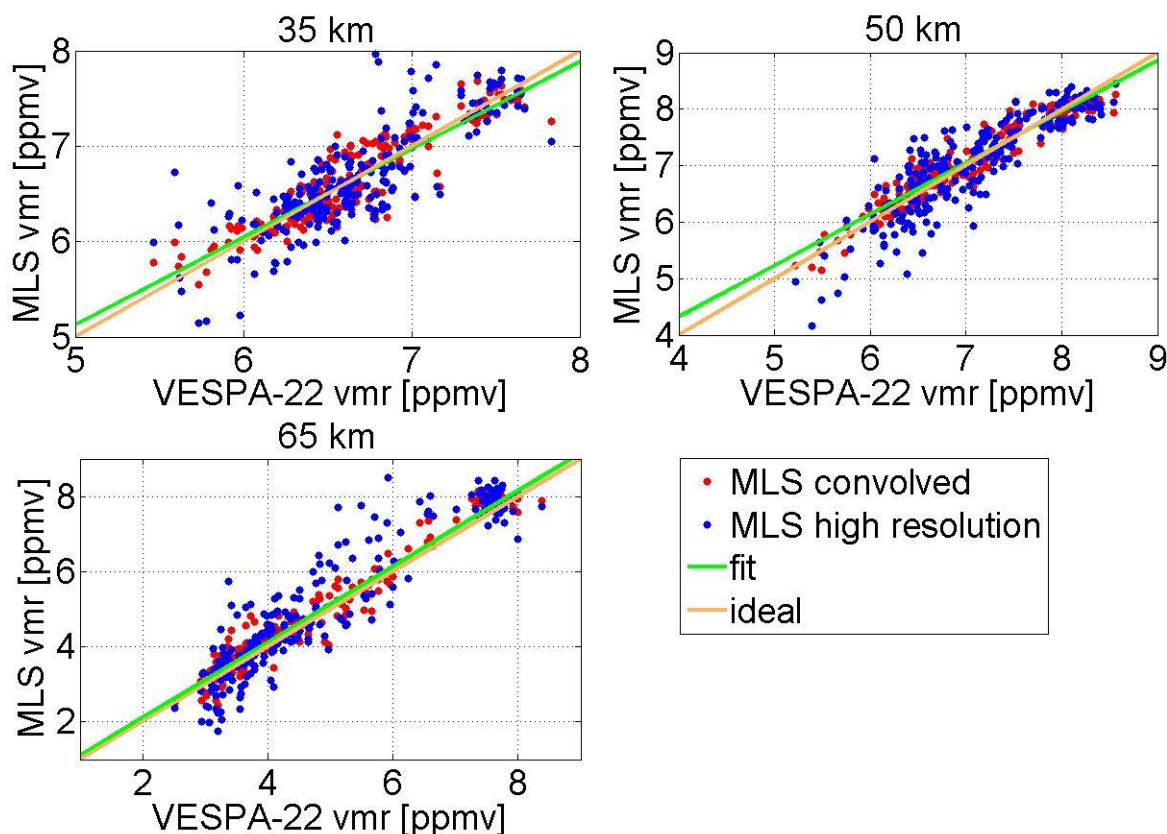 35 km
MLS vmr [ppmv]
8
7
6
5
5 6 7 8
VESPA-22 vmr [ppmv]
50 km
MLS vmr [ppmv]
9
8
7
6
5
4
4 5 6 7 8 9
VESPA-22 vmr [ppmv]
65 km
MLS vmr [ppmv]
8
6
4
2
2 4 6 8
VESPA-22 vmr [ppmv]
MLS convolved
MLS high resolution
fit
ideal